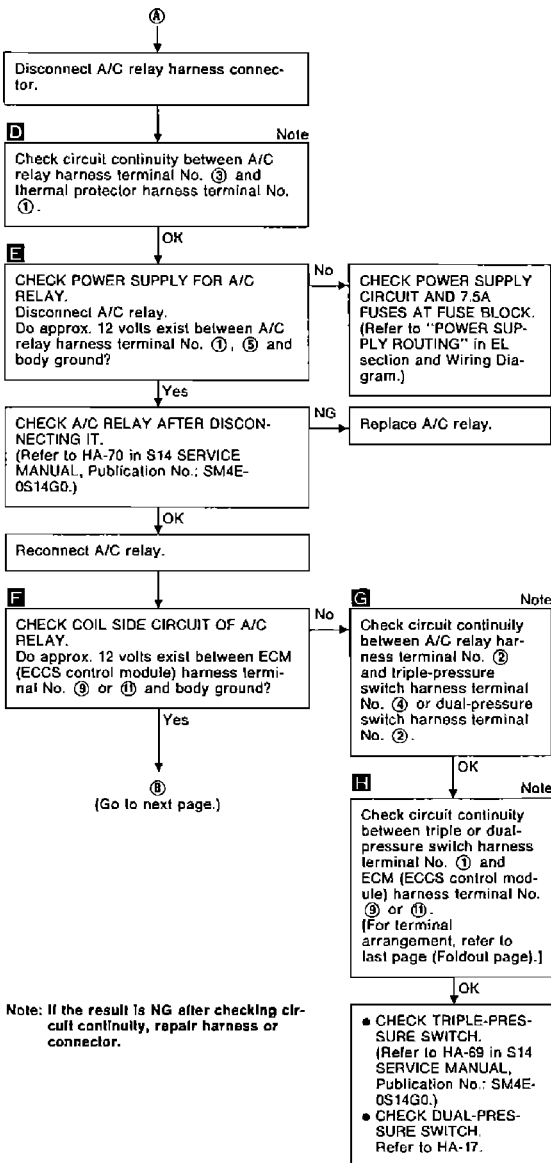 Ⓐ
Disconnect A/C relay harness connec-
tor.
D
Note
Check circuit continuity between A/C
relay harness terminal No. ③ and
thermal protector harness terminal No.
①.
OK
E
CHECK POWER SUPPLY FOR A/C
RELAY.
Disconnect A/C relay.
Do approx. 12 volts exist between A/C
relay harness terminal No. ①, ⑤ and
body ground?
No
CHECK POWER SUPPLY
CIRCUIT AND 7.5A
FUSES AT FUSE BLOCK.
(Refer to "POWER SUP-
PLY ROUTING" in EL
section and Wiring Dia-
gram.)
Yes
CHECK A/C RELAY AFTER DISCON-
NECTING IT.
(Refer to HA-70 in S14 SERVICE
MANUAL, Publication No.: SM4E-
0S14G0.)
NG
Replace A/C relay.
OK
Reconnect A/C relay.
F
CHECK COIL SIDE CIRCUIT OF A/C
RELAY.
Do approx. 12 volts exist between ECM
(ECCS control module) harness termi-
nal No. ⑨ or ⑪ and body ground?
No
Yes
Ⓑ
(Go to next page.)
G
Note
Check circuit continuity
between A/C relay har-
ness terminal No. ②
and triple-pressure
switch harness terminal
No. ④ or dual-pressure
switch harness terminal
No. ②.
OK
H
Note
Check circuit continuity
between triple or dual-
pressure switch harness
terminal No. ① and
ECM (ECCS control mod-
ule) harness terminal No.
⑨ or ⑪.
[For terminal
arrangement, refer to
last page (Foldout page).]
OK
● CHECK TRIPLE-PRES-
SURE SWITCH.
(Refer to HA-69 in S14
SERVICE MANUAL,
Publication No.: SM4E-
0S14G0.)
● CHECK DUAL-PRES-
SURE SWITCH.
Refer to HA-17.
Note: If the result is NG after checking cir-
cuit continuity, repair harness or
connector.